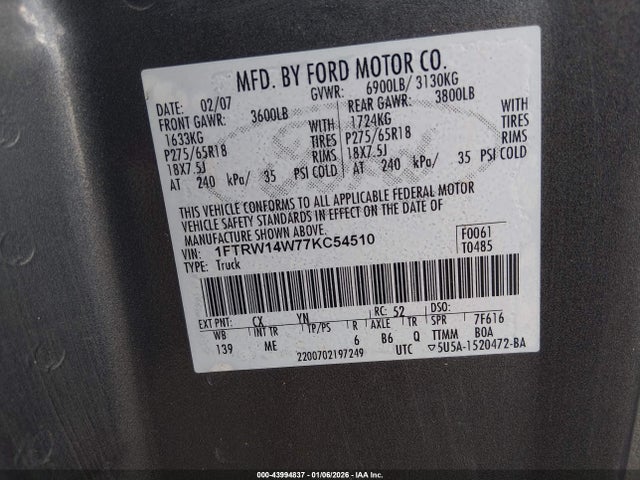 MFD. BY FORD MOTOR CO.
DATE: 02/07 GVWR: 6900LB/ 3130KG
FRONT GAWR: 3600LB REAR GAWR: 3800LB
1633KG WITH 1724KG WITH
P275/65R18 TIRES P275/65R18 TIRES
18X7.5J RIMS 18X7.5J RIMS
AT 240 kPa/ 35 PSI COLD AT 240 kPa/ 35 PSI COLD
THIS VEHICLE CONFORMS TO ALL APPLICABLE FEDERAL MOTOR
VEHICLE SAFETY STANDARDS IN EFFECT ON THE DATE OF
MANUFACTURE SHOWN ABOVE.
VIN: 1FTRW14W77KC54510 F0061
TYPE: Truck T0485
EXT PNT: CX YN RC: 52 DSO:
WB INT TR TP/PS R AXLE TR SPR 7F616
139 ME 6 B6 Q TTMM BOA
2200702197249 UTC ▽5U5A-1520472-BA
000-43994837 - 01/06/2026 - IAA Inc.